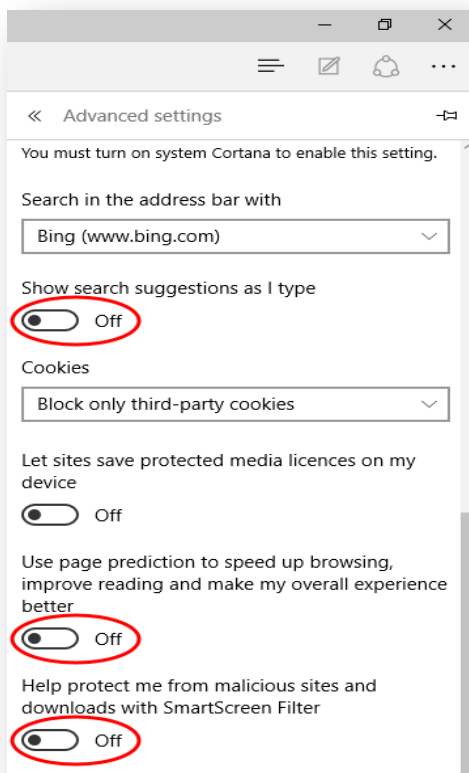 Advanced settings
You must turn on system Cortana to enable this setting.
Search in the address bar with
Bing (www.bing.com)
Show search suggestions as I type
Off
Cookies
Block only third-party cookies
Let sites save protected media licences on my
device
Off
Use page prediction to speed up browsing,
improve reading and make my overall experience
better
Off
Help protect me from malicious sites and
downloads with SmartScreen Filter
Off